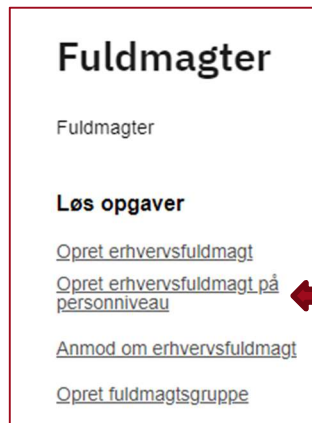 Fuldmagter
Fuldmagter
Løs opgaver
Opret erhvervsfuldmagt
Opret erhvervsfuldmagt på
personniveau
Anmod om erhvervsfuldmagt
Opret fuldmagtsgruppe